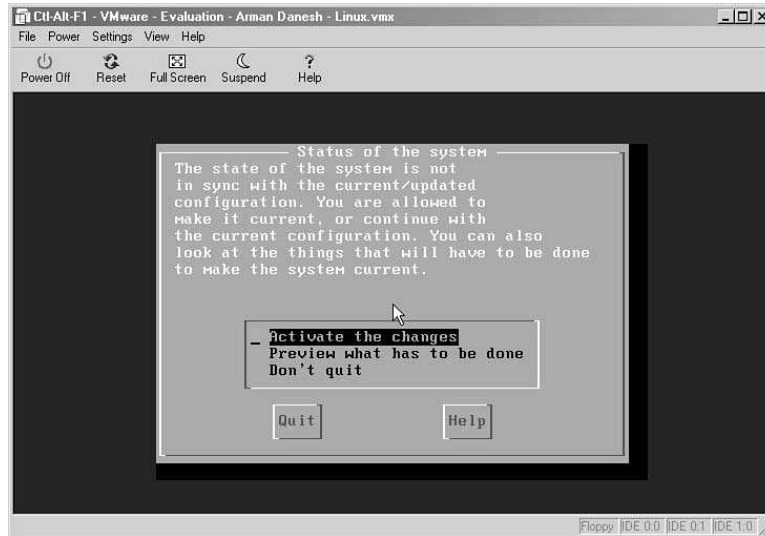 Ctl-Alt-F1 - VMware - Evaluation - Arman Danesh - Linux.vmx
File Power Settings View Help
Power Off Reset Full Screen Suspend Help
Status of the system
The state of the system is not
in sync with the current/updated
configuration. You are allowed to
make it current, or continue with
the current configuration. You can also
look at the things that will have to be done
to make the system current.
Activate the changes
Preview what has to be done
Don't quit
Quit Help
Floppy IDE 0:0 IDE 0:1 IDE 1:0